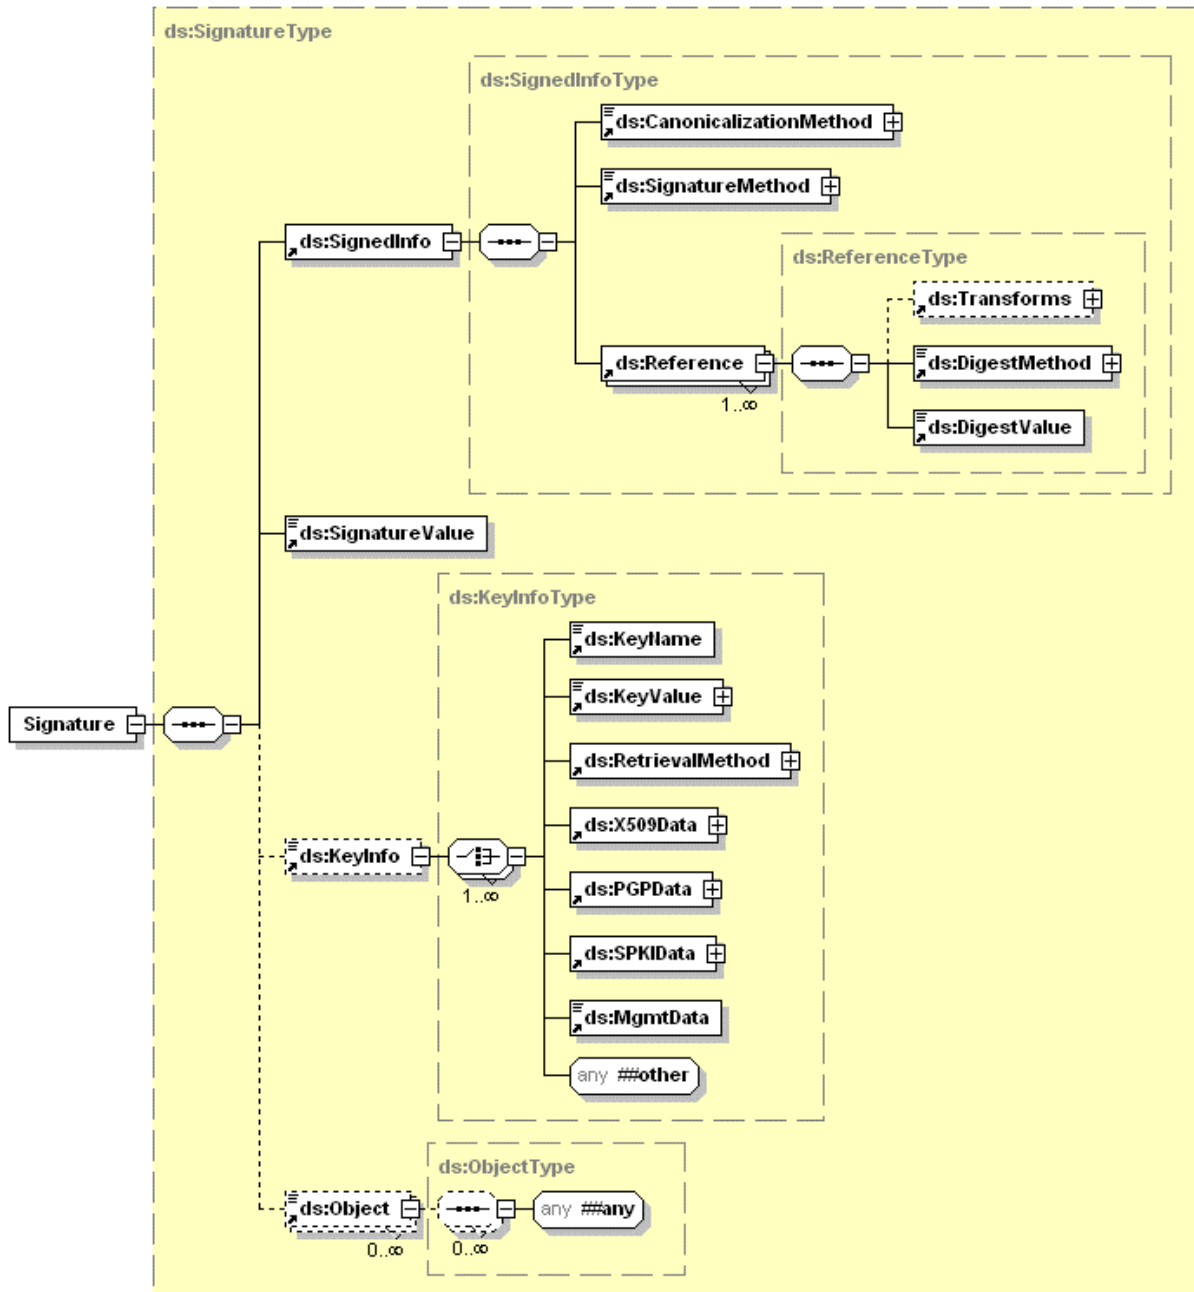 ds:SignatureType
ds:SignedInfoType
ds:CanonicalizationMethod
ds:SignatureMethod
ds:SignedInfo
ds:ReferenceType
ds:Transforms
ds:Reference
ds:DigestMethod
1..∞
ds:DigestValue
ds:SignatureValue
ds:KeyInfoType
ds:KeyName
ds:KeyValue
Signature
ds:RetrievalMethod
ds:X509Data
ds:KeyInfo
1..∞
ds:PGPData
ds:SPKIData
ds:MgmtData
any ##other
ds:ObjectType
ds:Object
any ##any
0..∞
0..∞